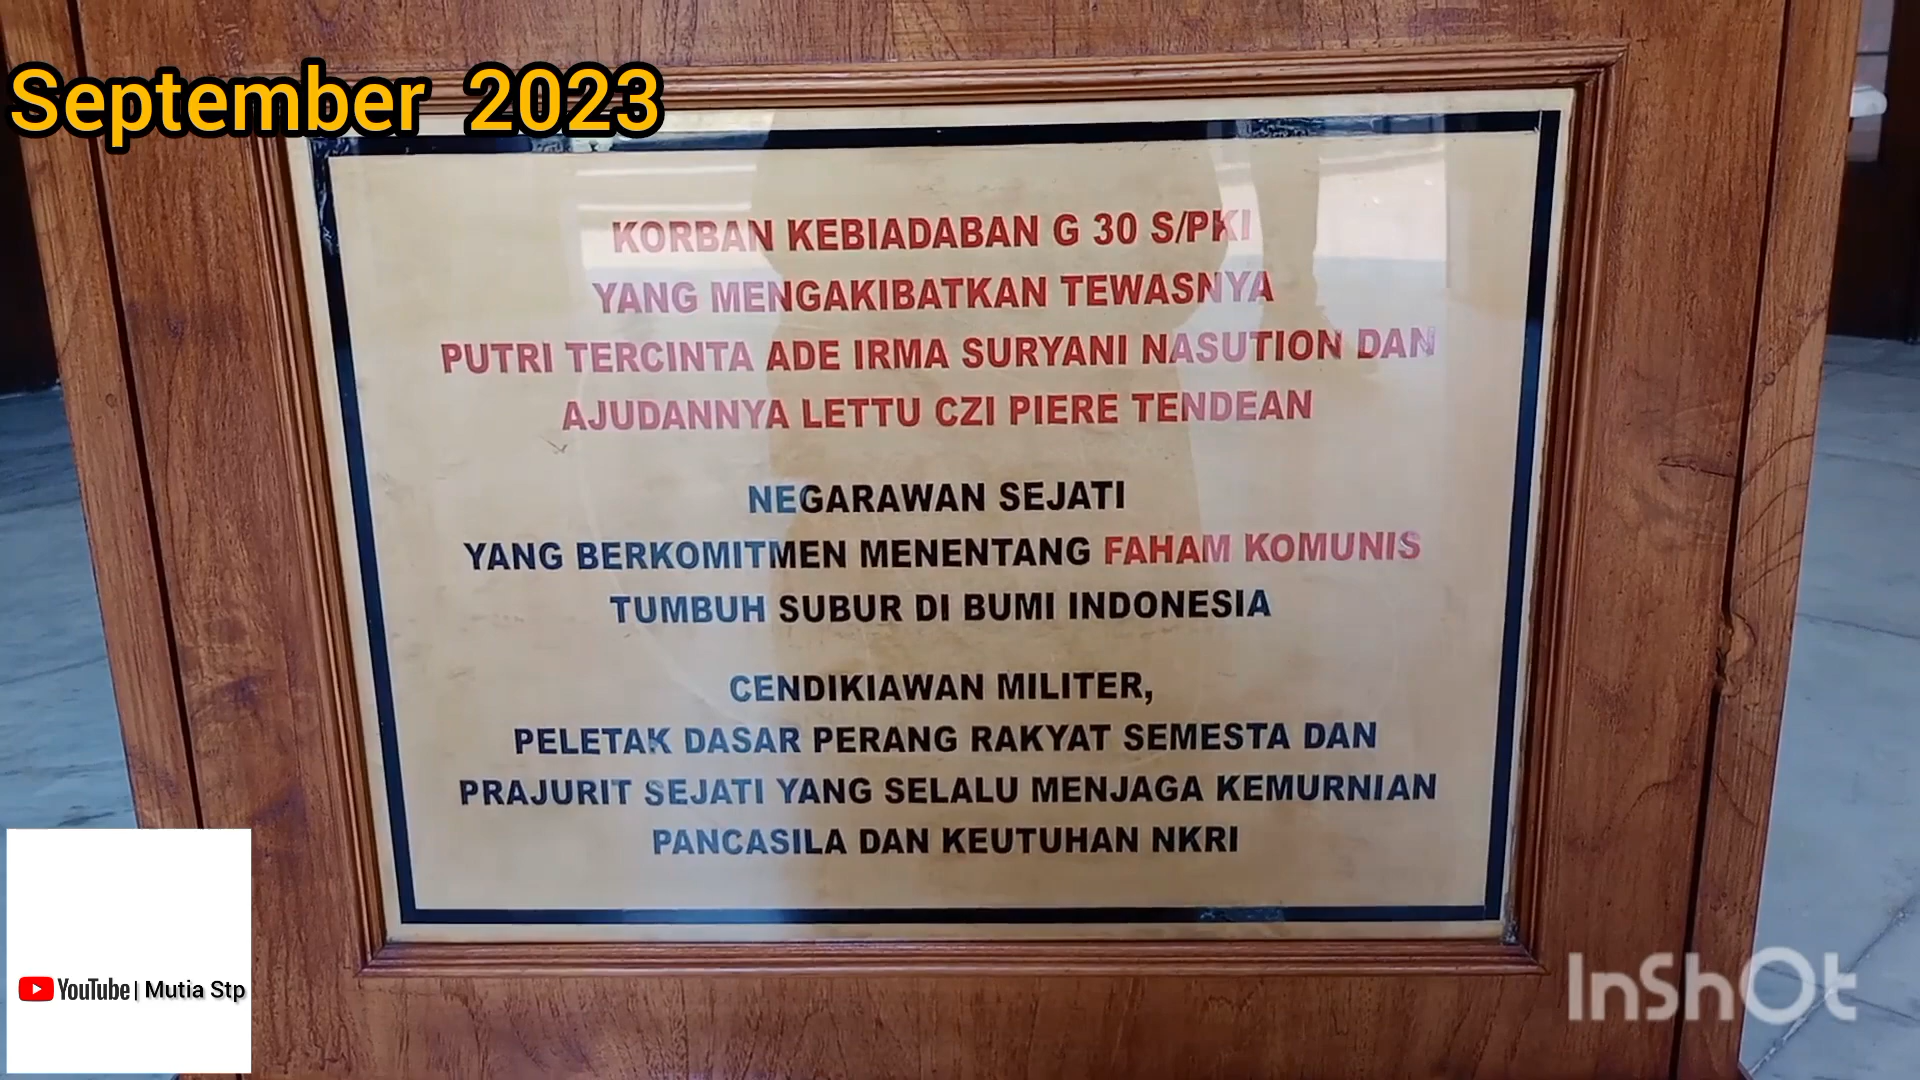 September 2023
KORBAN KEBIADABAN G 30 S/PKI
YANG MENGAKIBATKAN TEWASNYA
PUTRI TERCINTA ADE IRMA SURYANI NASUTION DAN
AJUDANNYA LETTU CZI PIERE TENDEAN
NEGARAWAN SEJATI
YANG BERKOMITMEN MENENTANG FAHAM KOMUNIS
TUMBUH SUBUR DI BUMI INDONESIA
CENDIKIAWAN MILITER,
PELETAK DASAR PERANG RAKYAT SEMESTA DAN
PRAJURIT SEJATI YANG SELALU MENJAGA KEMURNIAN
PANCASILA DAN KEUTUHAN NKRI
YouTube | Mutia Stp
InShOt